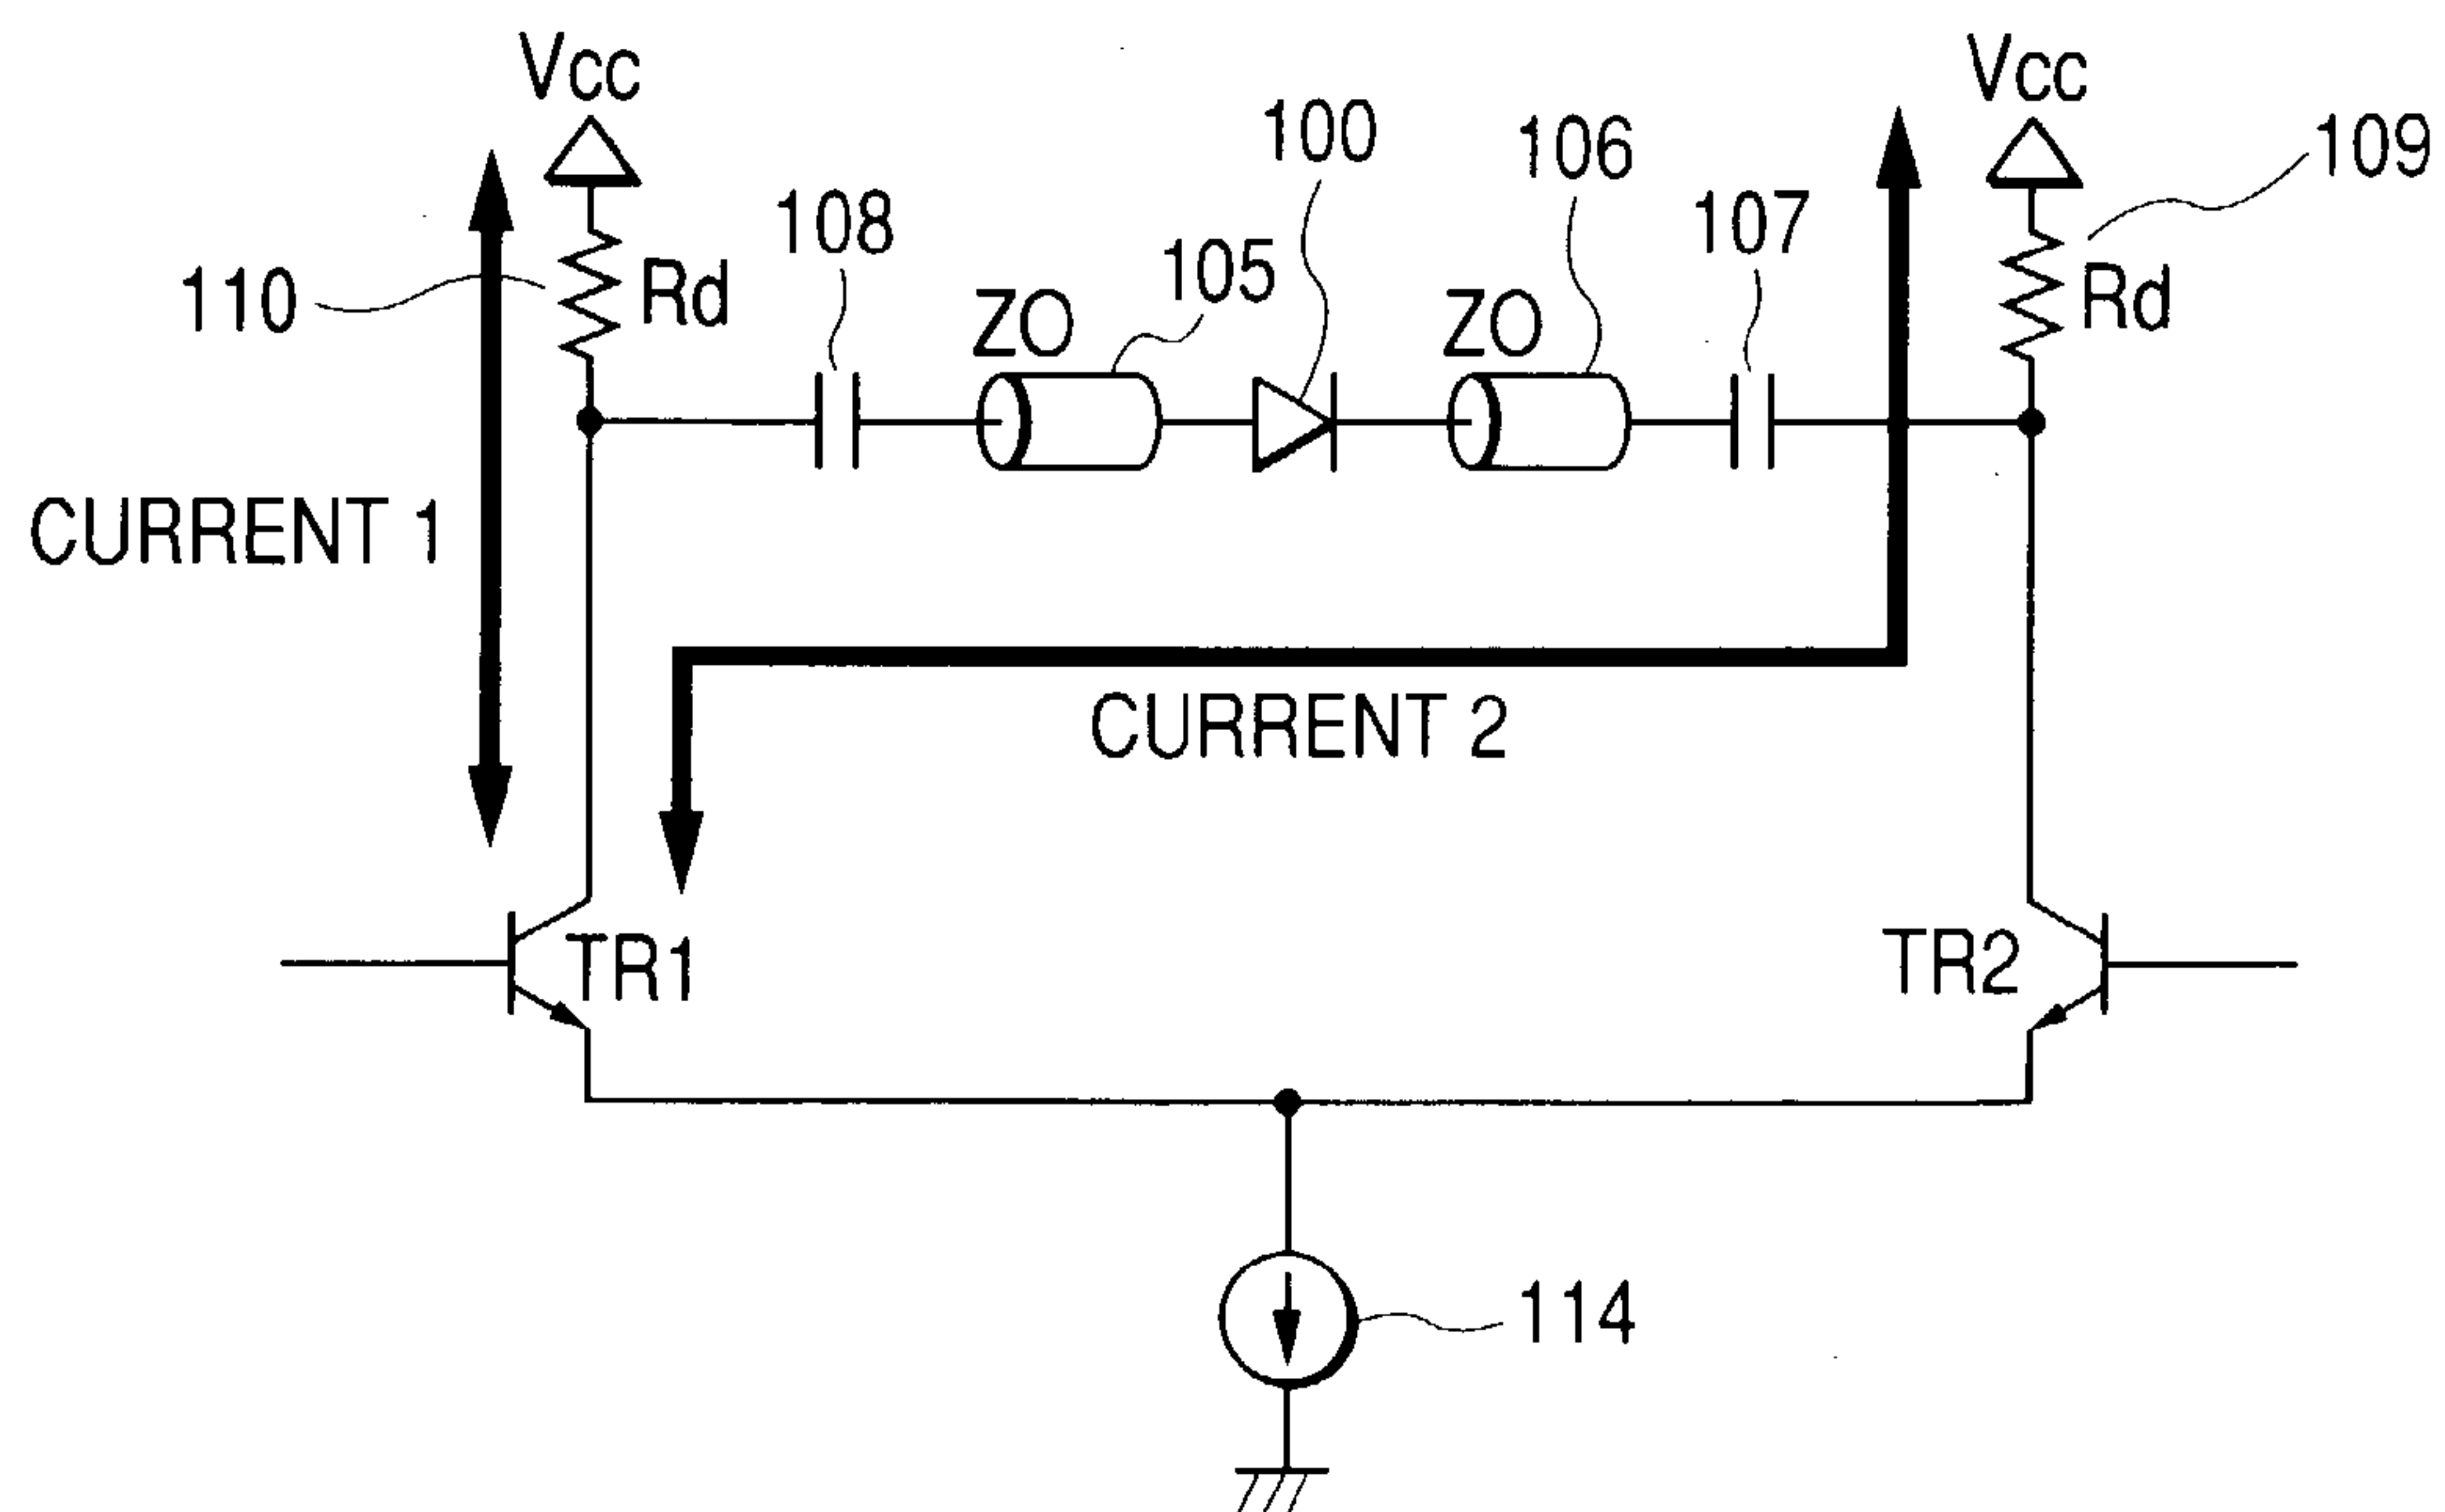 Vcc
Vcc
100
106
109
108
107
105
110
Rd
ZO
ZO
Rd
CURRENT 1
CURRENT 2
TR1
TR2
114